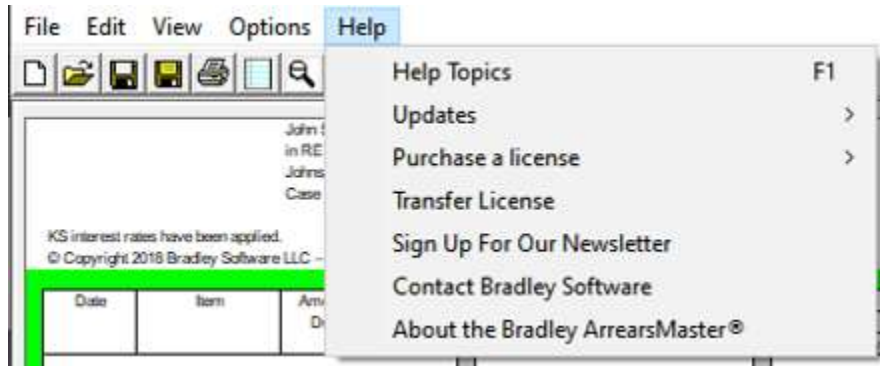 File Edit View Options Help
Help Topics F1
Updates
Purchase a license
Transfer License
Sign Up For Our Newsletter
Contact Bradley Software
About the Bradley ArrearsMaster®
John
in RE
Johns
Case
KS interest rates have been applied.
© Copyright 2018 Bradley Software LLC –
Date Item Am
D